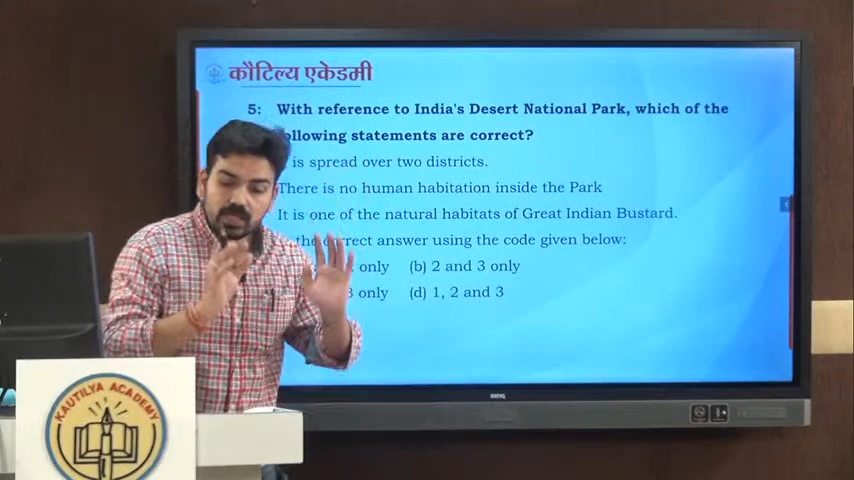 कौटिल्य एकेडमी
5: With reference to India's Desert National Park, which of the
following statements are correct?
is spread over two districts.
There is no human habitation inside the Park
It is one of the natural habitats of Great Indian Bustard.
the correct answer using the code given below:
only (b) 2 and 3 only
3 only (d) 1, 2 and 3
BENQ
KAUTILYA ACADEMY